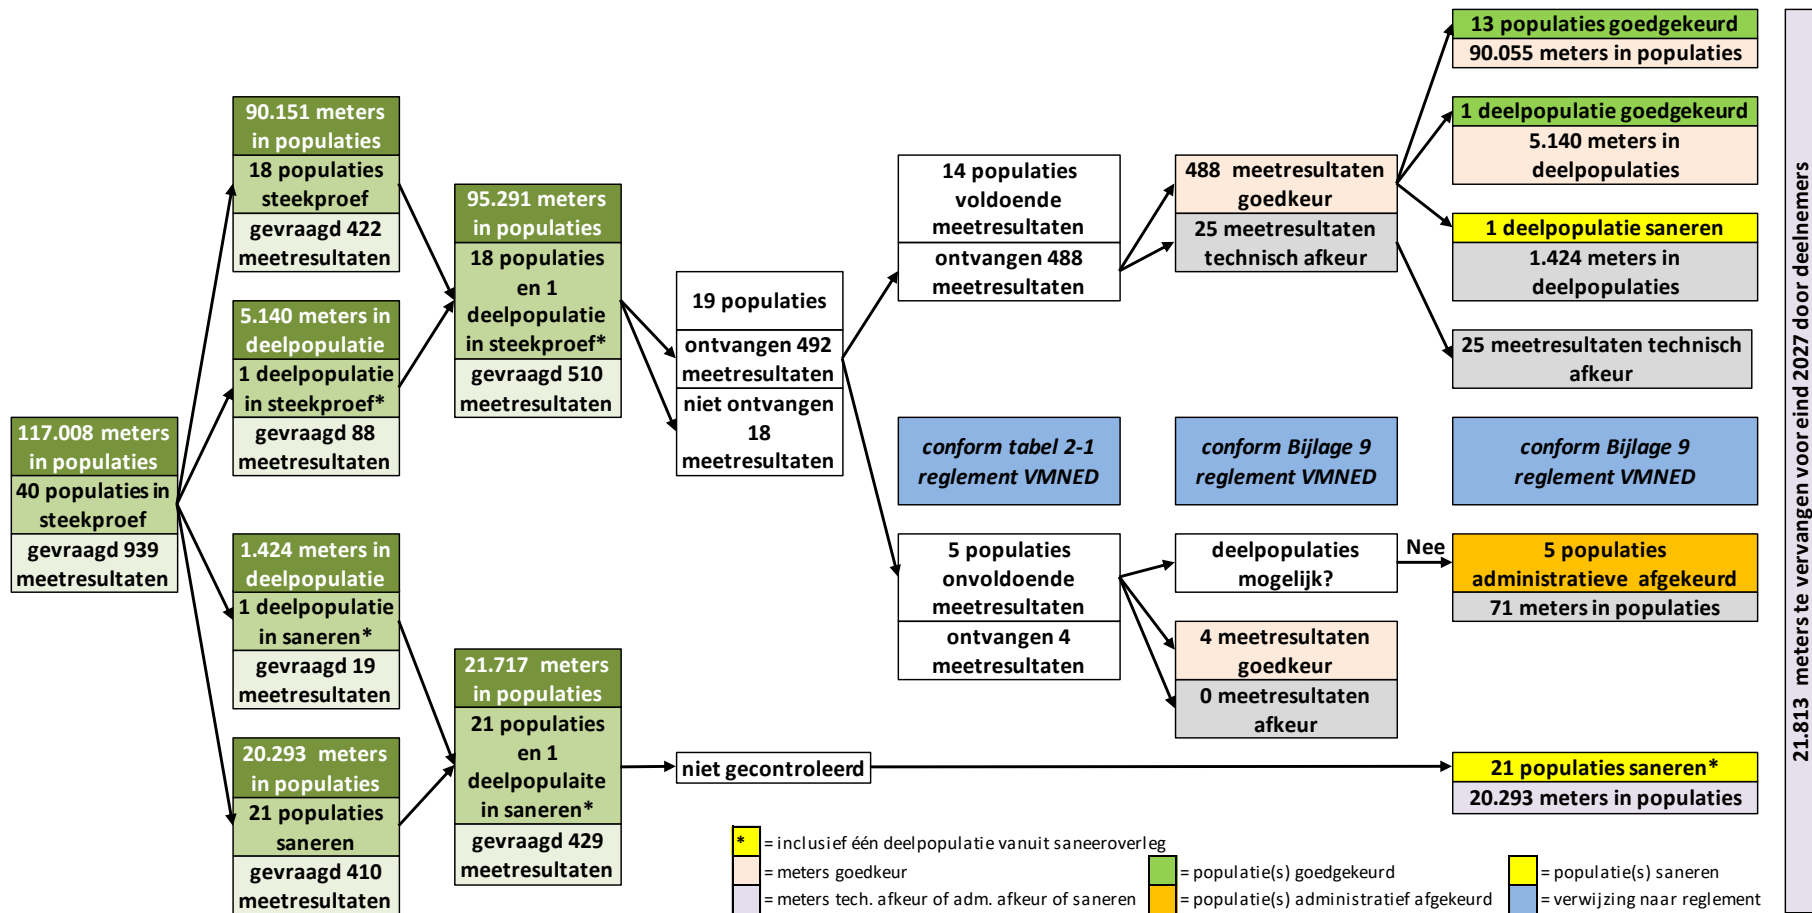 117.008 meters
in populaties
40 populaties in
steekproef
gevraagd 939
meetresultaten
90.151 meters
in populaties
18 populaties
steekproef
gevraagd 422
meetresultaten
5.140 meters in
deelpopulatie
1 deelpopulatie
in steekproef*
gevraagd 88
meetresultaten
1.424 meters in
deelpopulatie
1 deelpopulatie
in saneren*
gevraagd 19
meetresultaten
20.293 meters
in populaties
21 populaties
saneren
gevraagd 410
meetresultaten
95.291 meters
in populaties
18 populaties
en 1
deelpopulatie
in steekproef*
gevraagd 510
meetresultaten
21.717 meters
in populaties
21 populaties
en 1
deelpopulaite
in saneren*
gevraagd 429
meetresultaten
19 populaties
ontvangen 492
meetresultaten
niet ontvangen
18
meetresultaten
niet gecontroleerd
14 populaties
voldoende
meetresultaten
ontvangen 488
meetresultaten
conform tabel 2-1
reglement VMNED
5 populaties
onvoldoende
meetresultaten
ontvangen 4
meetresultaten
488 meetresultaten
goedkeur
25 meetresultaten
technisch afkeur
conform Bijlage 9
reglement VMNED
deelpopulaties
mogelijk?
Nee
4 meetresultaten
goedkeur
0 meetresultaten
afkeur
13 populaties goedgekeurd
90.055 meters in populaties
1 deelpopulatie goedgekeurd
5.140 meters in
deelpopulaties
1 deelpopulatie saneren
1.424 meters in
deelpopulaties
25 meetresultaten technisch
afkeur
conform Bijlage 9
reglement VMNED
5 populaties
administratieve afgekeurd
71 meters in populaties
21 populaties saneren*
20.293 meters in populaties
21.813 meters te vervangen voor eind 2027 door deelnemers
* = inclusief één deelpopulatie vanuit saneeroverleg
= meters goedkeur
= populatie(s) goedgekeurd
= populatie(s) saneren
= meters tech. afkeur of adm. afkeur of saneren
= populatie(s) administratief afgekeurd
= verwijzing naar reglement